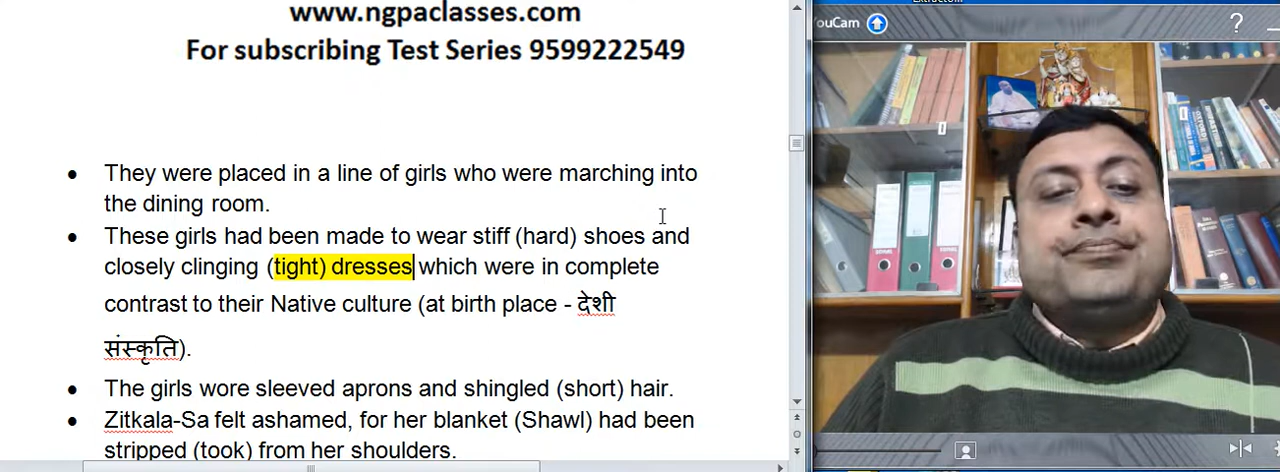 www.ngpaclasses.com
For subscribing Test Series 9599222549
They were placed in a line of girls who were marching into
the dining room.
These girls had been made to wear stiff (hard) shoes and
closely clinging (tight) dresses which were in complete
contrast to their Native culture (at birth place - देशी
संस्कृति).
The girls wore sleeved aprons and shingled (short) hair.
Zitkala-Sa felt ashamed, for her blanket (Shawl) had been
stripped (took) from her shoulders.
YouCam
?
OXFORD